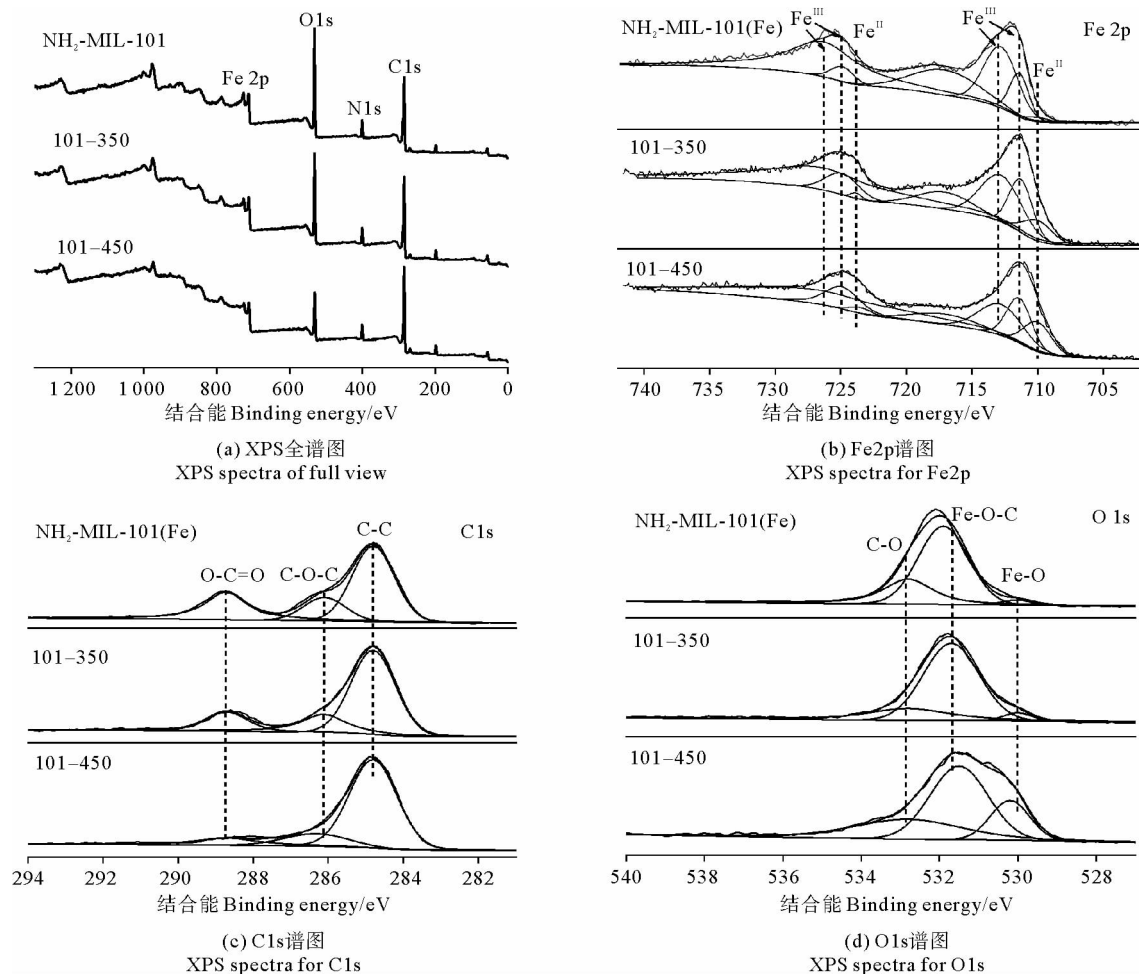 NH₂-MIL-101
O1s
Fe 2p
N1s
C1s
101–350
101–450
1 200 1 000 800 600 400 200 0
结合能 Binding energy/eV
(a) XPS全谱图
XPS spectra of full view
NH₂-MIL-101(Fe)
Feᴵᴵᴵ
Feᴵᴵ
Feᴵᴵᴵ
Feᴵᴵ
Fe 2p
101–350
101–450
740 735 730 725 720 715 710 705
结合能 Binding energy/eV
(b) Fe2p谱图
XPS spectra for Fe2p
NH₂-MIL-101(Fe)
C1s
O-C=O
C-O-C
C-C
101–350
101–450
294 292 290 288 286 284 282
结合能 Binding energy/eV
(c) C1s谱图
XPS spectra for C1s
NH₂-MIL-101(Fe)
O 1s
C-O
Fe-O-C
Fe-O
101–350
101–450
540 538 536 534 532 530 528
结合能 Binding energy/eV
(d) O1s谱图
XPS spectra for O1s